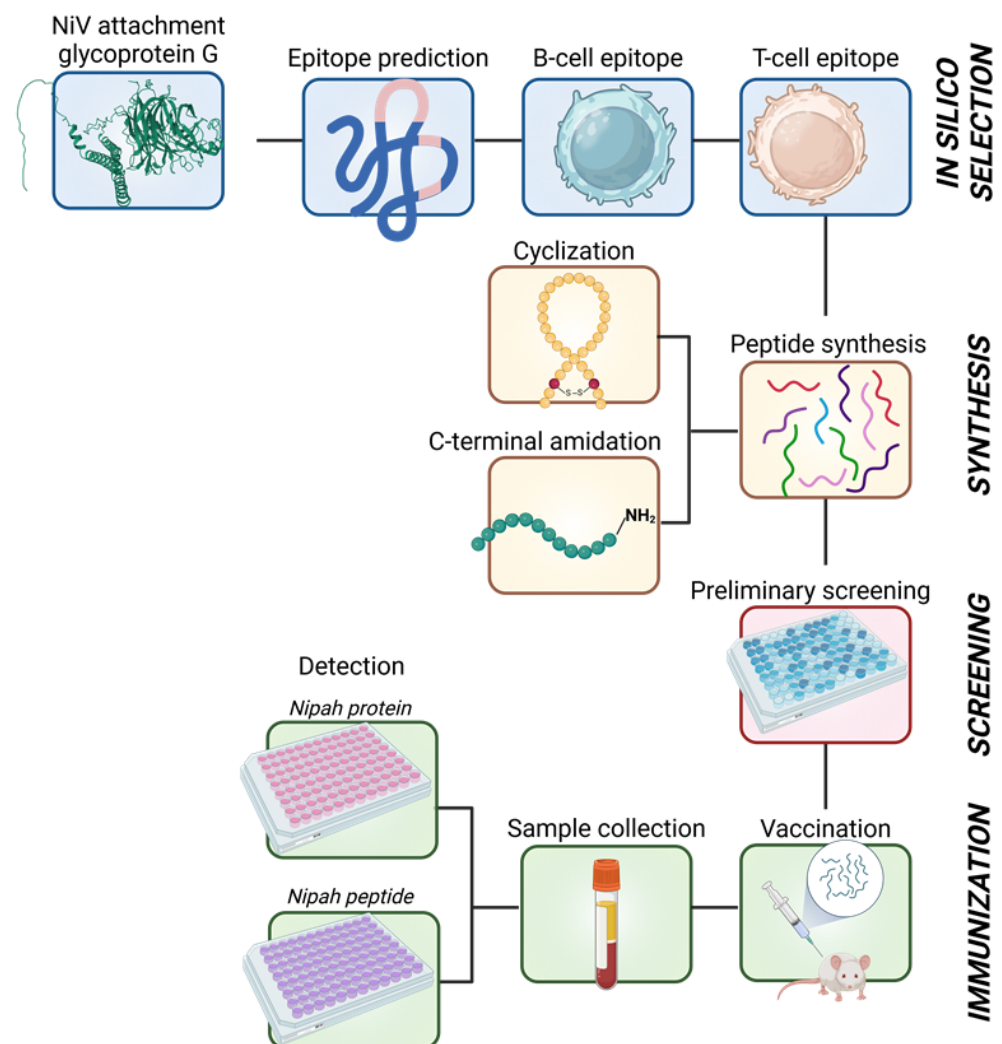 NiV attachment
glycoprotein G
Epitope prediction
B-cell epitope
T-cell epitope
IN SILICO
SELECTION
Cyclization
S–S
Peptide synthesis
SYNTHESIS
C-terminal amidation
NH₂
Preliminary screening
SCREENING
Detection
Nipah protein
Sample collection
Vaccination
IMMUNIZATION
Nipah peptide